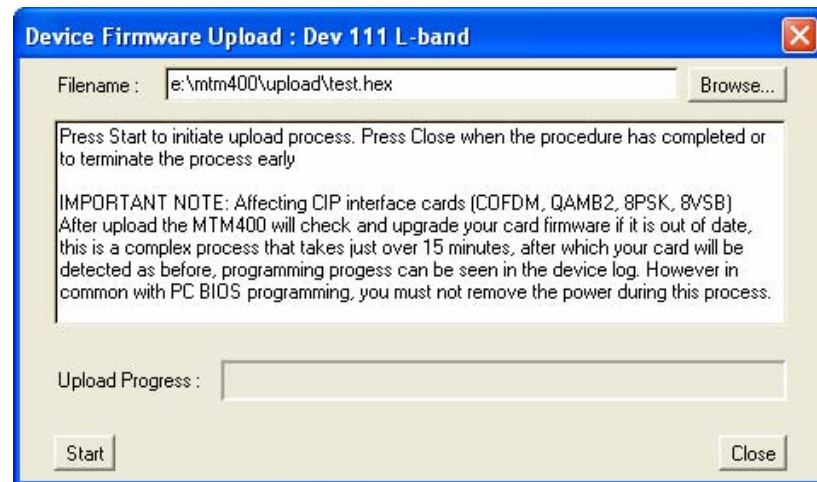 Device Firmware Upload : Dev 111 L-band
Filename : e:\mtm400\upload\test.hex Browse...
Press Start to initiate upload process. Press Close when the procedure has completed or
to terminate the process early
IMPORTANT NOTE: Affecting CIP interface cards (COFDM, QAMB2, 8PSK, 8VSB)
After upload the MTM400 will check and upgrade your card firmware if it is out of date,
this is a complex process that takes just over 15 minutes, after which your card will be
detected as before, programming progess can be seen in the device log. However in
common with PC BIOS programming, you must not remove the power during this process.
Upload Progress :
Start Close